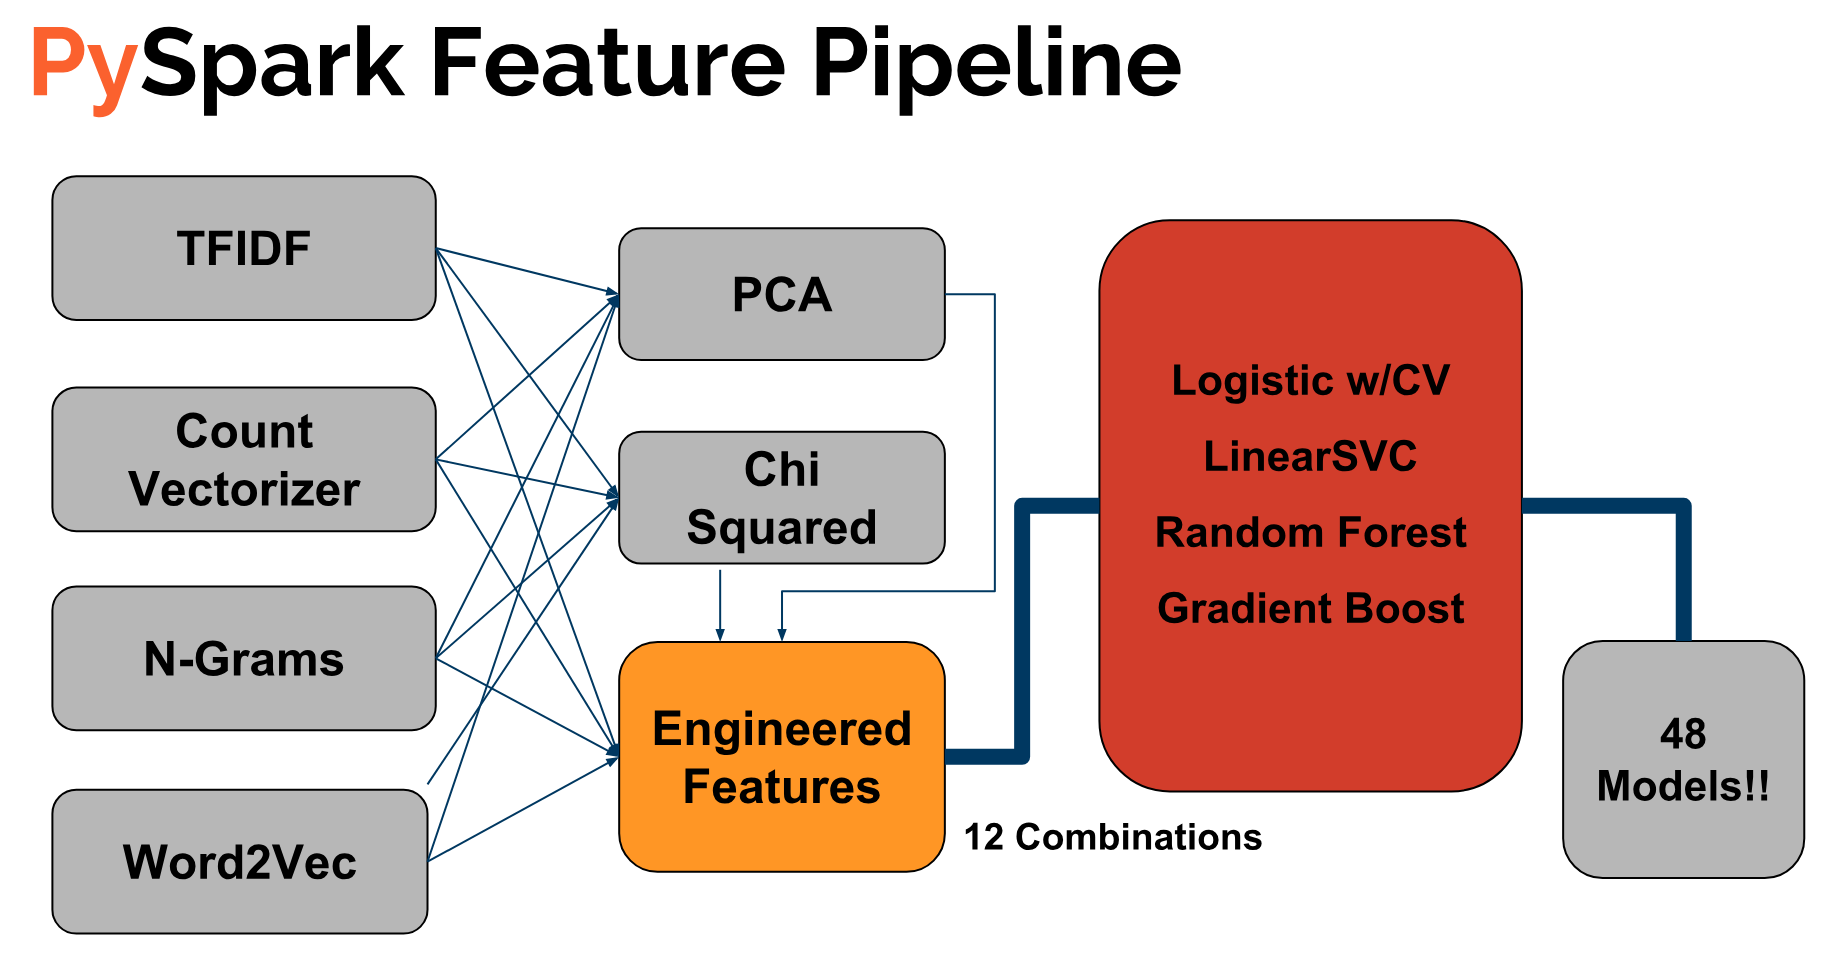 PySpark Feature Pipeline
TFIDF
Count
Vectorizer
N-Grams
Word2Vec
PCA
Chi
Squared
Engineered
Features
12 Combinations
Logistic w/CV
LinearSVC
Random Forest
Gradient Boost
48
Models!!